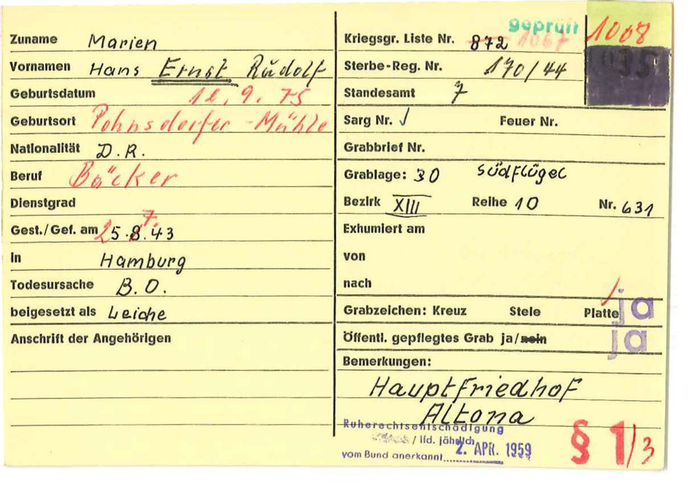 Zuname Marien
Vornamen Hans Ernst Rudolf
Geburtsdatum 12.9.75
Geburtsort Pohnsdorfer-Mühle
Nationalität D.R.
Beruf Bäcker
Dienstgrad
Gest./Gef. am 25.8.43
7.
in Hamburg
Todesursache B.O.
beigesetzt als Leiche
Anschrift der Angehörigen
geprüft
Kriegsgr. Liste Nr. 872 1067
1008
1035
Sterbe-Reg. Nr. 170/44
Standesamt 7
Sarg Nr. Feuer Nr.
Grabbrief Nr.
Grablage: 30 Südflügel
Bezirk XIII Reihe 10 Nr. 631
Exhumiert am
von
nach
Grabzeichen: Kreuz Stele Platte ja
Öffentl. gepflegtes Grab ja/nein ja
Bemerkungen:
Hauptfriedhof
Altona
Ruherechtsentschädigung
/ lfd. jährlich
vom Bund anerkannt 2. APR. 1959
§ 1/3